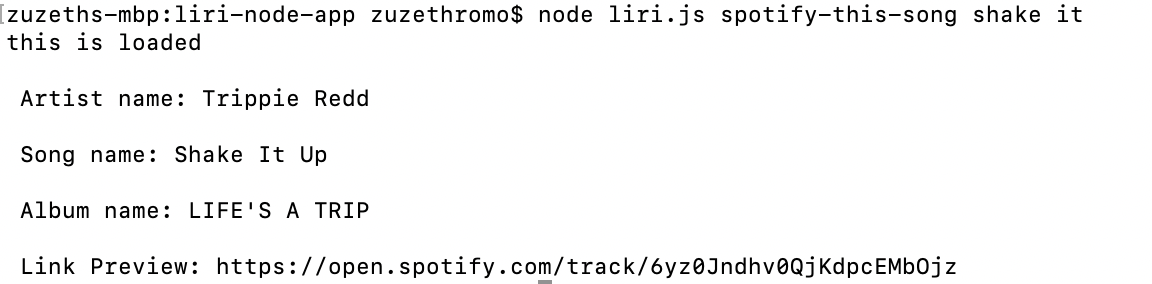 [zuzeths-mbp:liri-node-app zuzethromo$ node liri.js spotify-this-song shake it
this is loaded
Artist name: Trippie Redd
Song name: Shake It Up
Album name: LIFE'S A TRIP
Link Preview: https://open.spotify.com/track/6yz0Jndhv0QjKdpcEMbOjz